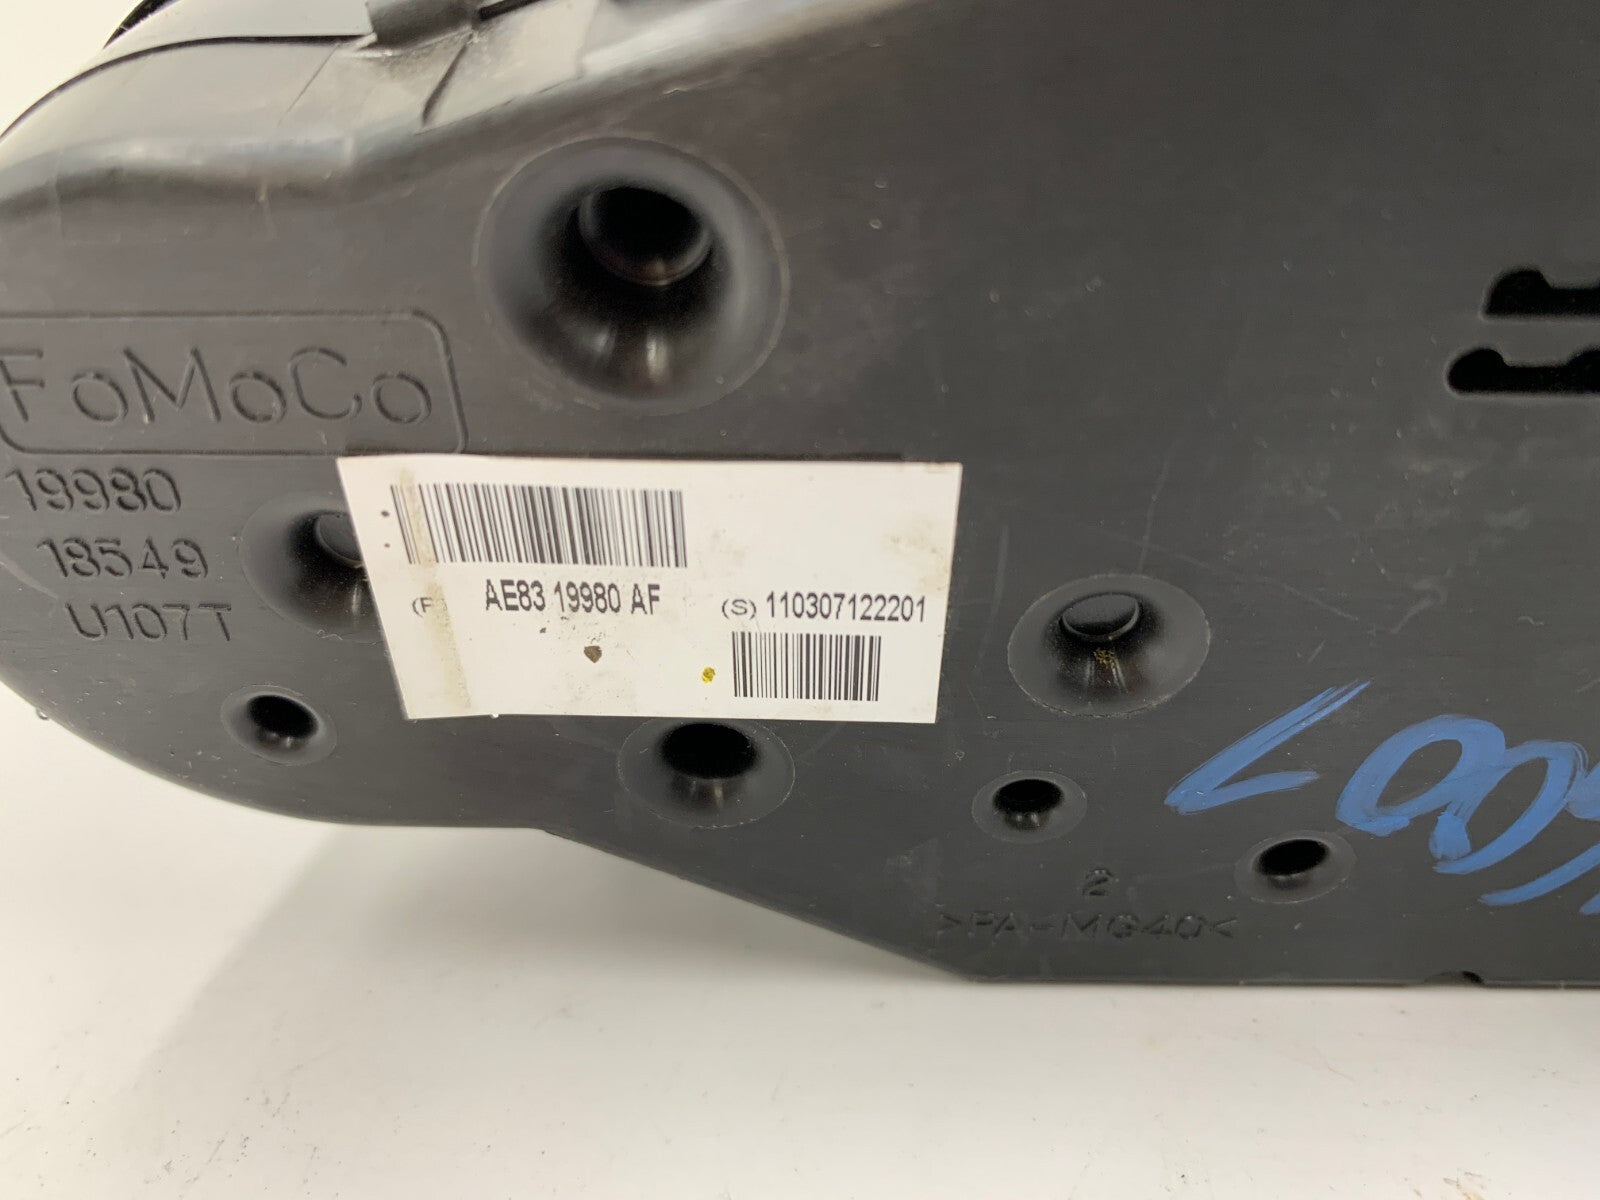 FoMoCo
19980
18549
U107T
AE83 19980 AF
(S) 110307122201
2
>PA-MG40<